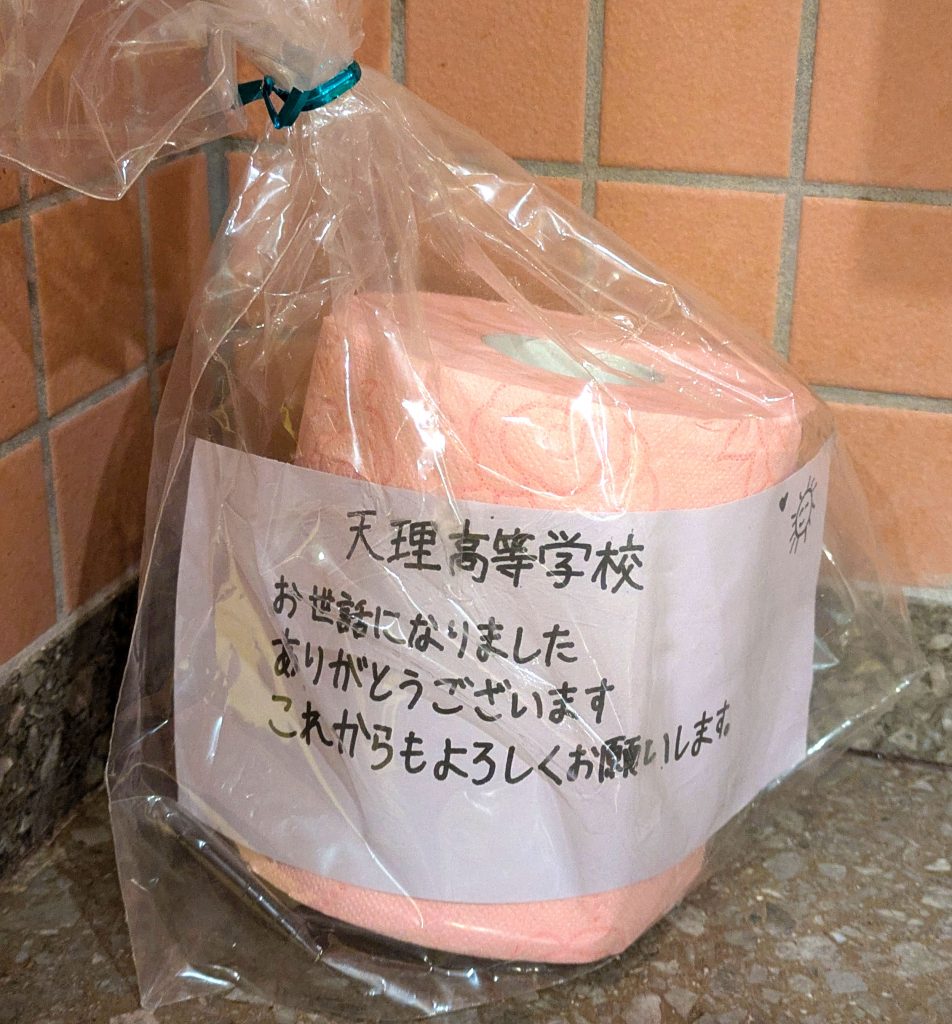 天理高等学校
お世話になりました
ありがとうございます
これからもよろしくお願いします。